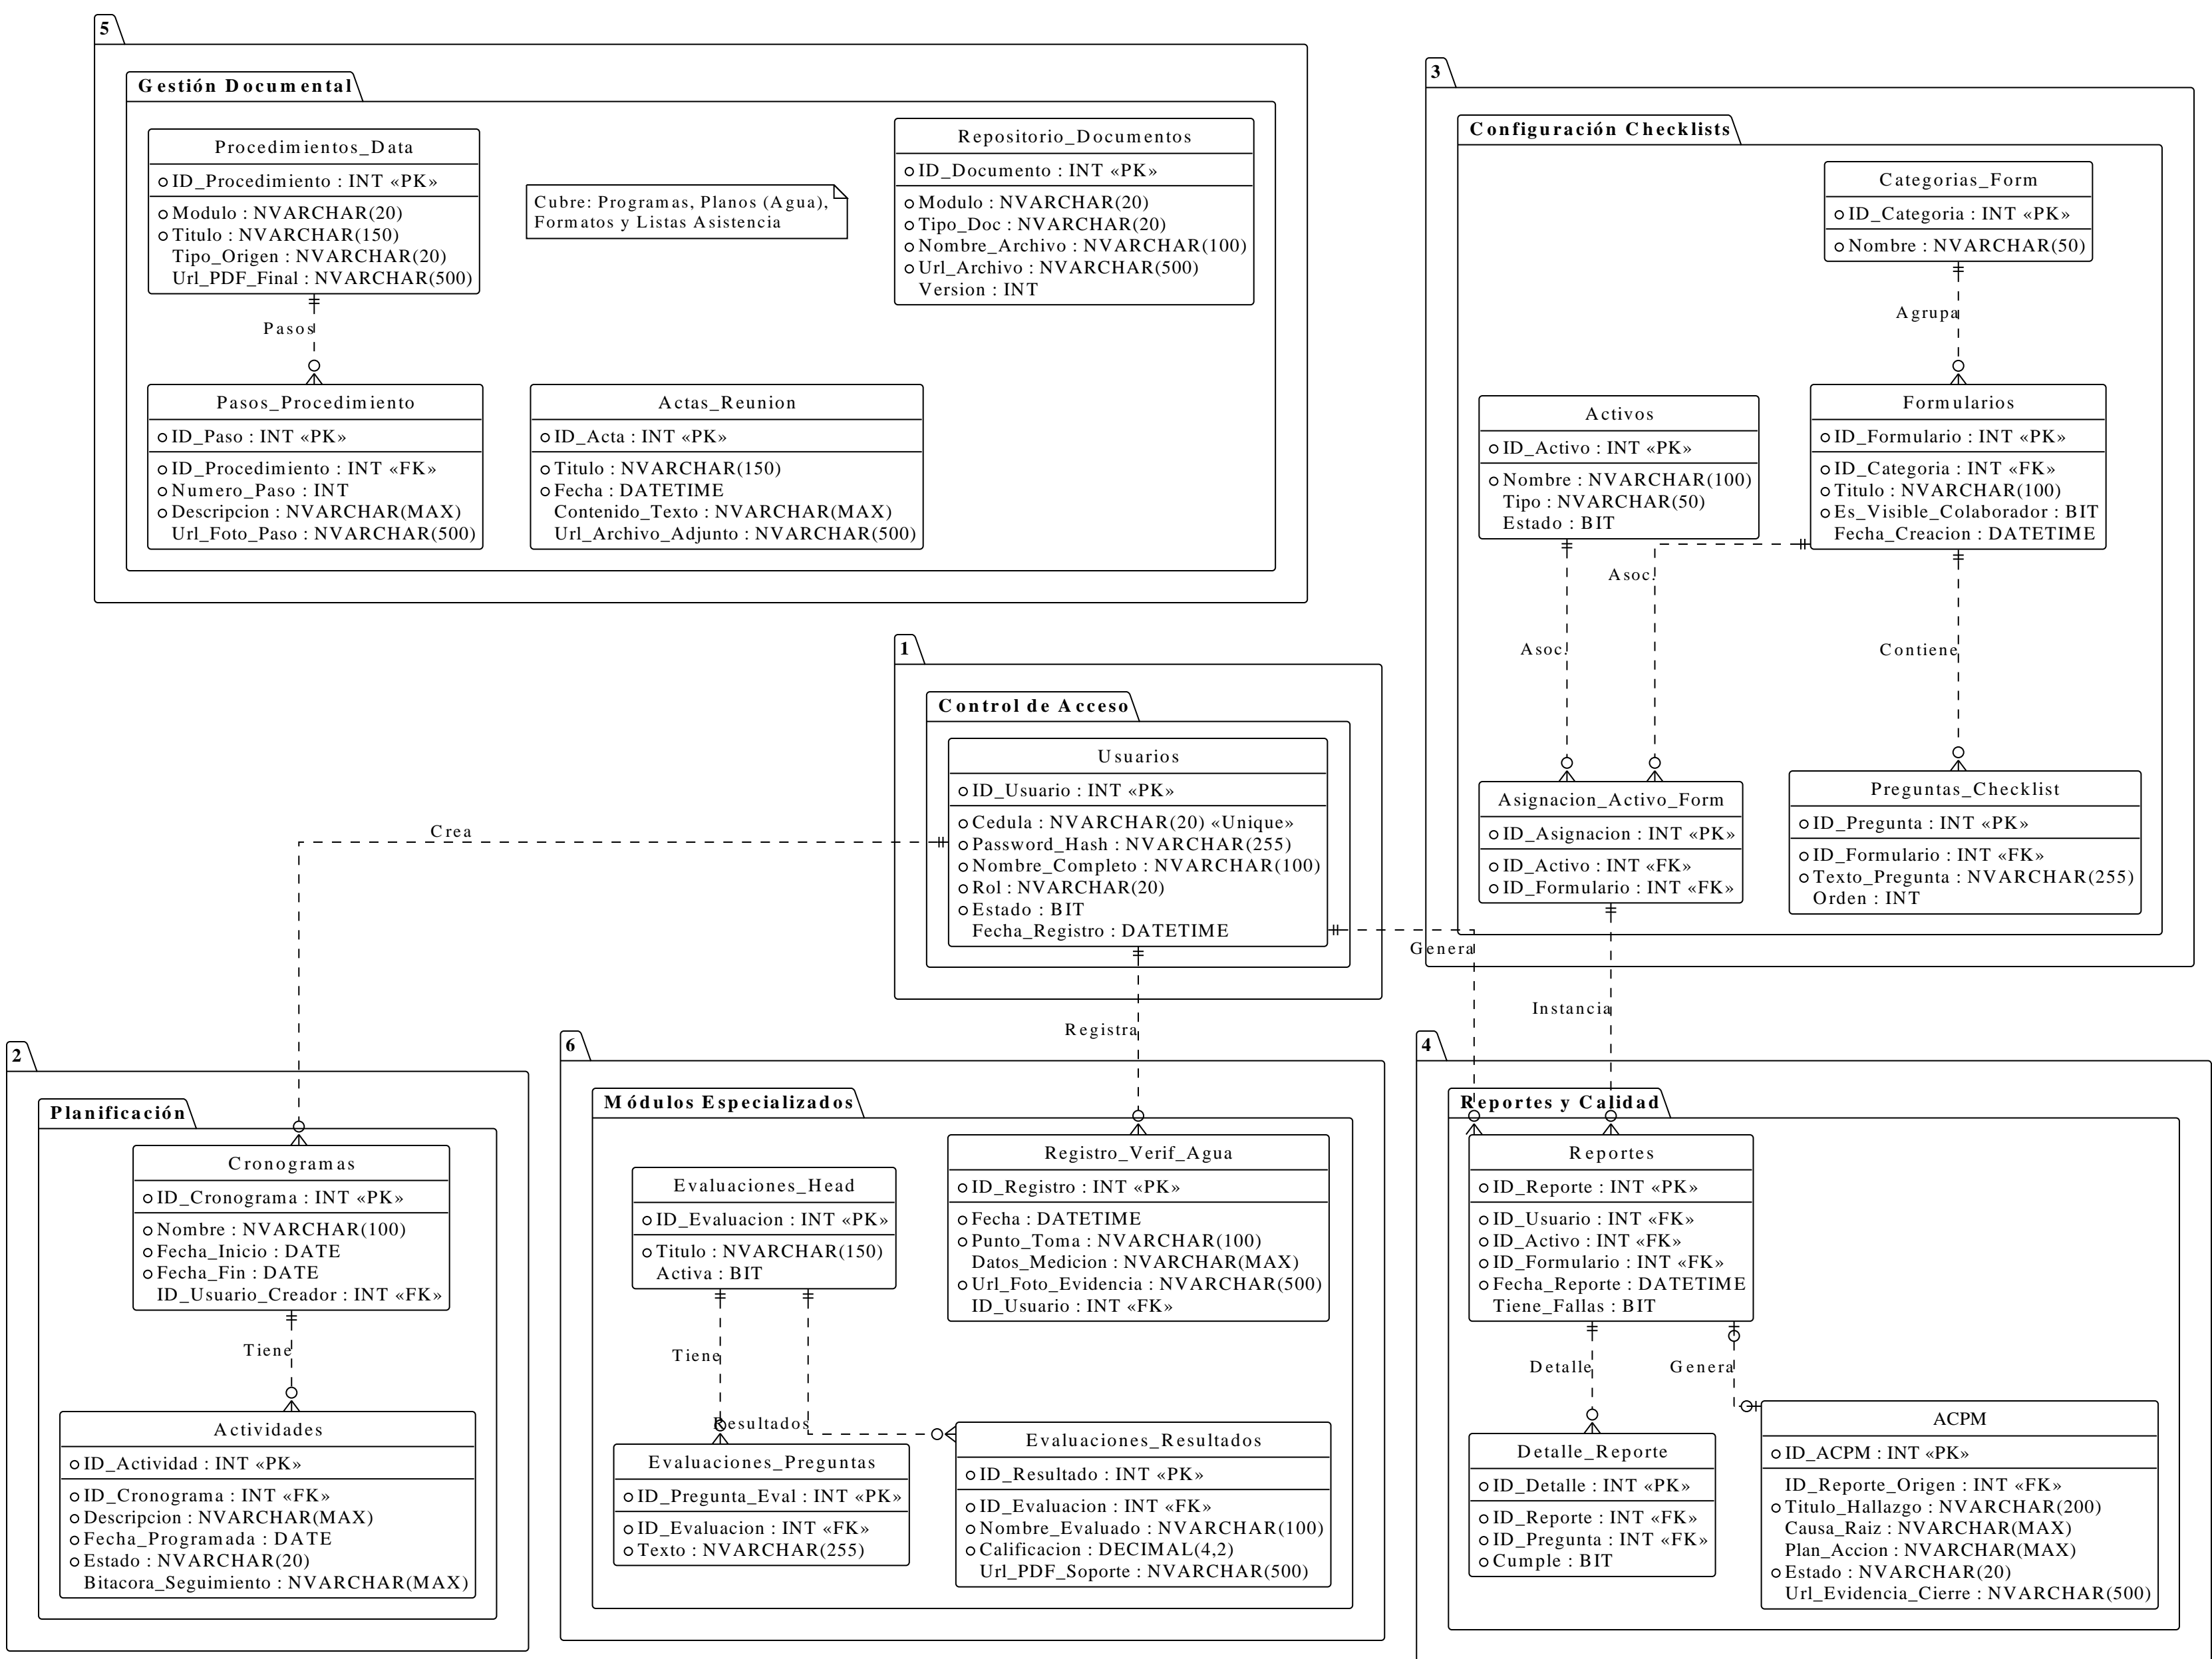 5
Gestión Documental
Procedimientos_Data
ID_Procedimiento : INT «PK»
Modulo : NVARCHAR(20)
Titulo : NVARCHAR(150)
Tipo_Origen : NVARCHAR(20)
Url_PDF_Final : NVARCHAR(500)
Cubre: Programas, Planos (Agua),
Formatos y Listas Asistencia
Repositorio_Documentos
ID_Documento : INT «PK»
Modulo : NVARCHAR(20)
Tipo_Doc : NVARCHAR(20)
Nombre_Archivo : NVARCHAR(100)
Url_Archivo : NVARCHAR(500)
Version : INT
Pasos
Pasos_Procedimiento
ID_Paso : INT «PK»
ID_Procedimiento : INT «FK»
Numero_Paso : INT
Descripcion : NVARCHAR(MAX)
Url_Foto_Paso : NVARCHAR(500)
Actas_Reunion
ID_Acta : INT «PK»
Titulo : NVARCHAR(150)
Fecha : DATETIME
Contenido_Texto : NVARCHAR(MAX)
Url_Archivo_Adjunto : NVARCHAR(500)
3
Configuración Checklists
Categorias_Form
ID_Categoria : INT «PK»
Nombre : NVARCHAR(50)
Agrupa
Activos
ID_Activo : INT «PK»
Nombre : NVARCHAR(100)
Tipo : NVARCHAR(50)
Estado : BIT
Formularios
ID_Formulario : INT «PK»
ID_Categoria : INT «FK»
Titulo : NVARCHAR(100)
Es_Visible_Colaborador : BIT
Fecha_Creacion : DATETIME
Asoc.
Asoc.
Contiene
Asignacion_Activo_Form
ID_Asignacion : INT «PK»
ID_Activo : INT «FK»
ID_Formulario : INT «FK»
Preguntas_Checklist
ID_Pregunta : INT «PK»
ID_Formulario : INT «FK»
Texto_Pregunta : NVARCHAR(255)
Orden : INT
1
Control de Acceso
Usuarios
ID_Usuario : INT «PK»
Cedula : NVARCHAR(20) «Unique»
Password_Hash : NVARCHAR(255)
Nombre_Completo : NVARCHAR(100)
Rol : NVARCHAR(20)
Estado : BIT
Fecha_Registro : DATETIME
Crea
Genera
Registra
Instancia
2
Planificación
Cronogramas
ID_Cronograma : INT «PK»
Nombre : NVARCHAR(100)
Fecha_Inicio : DATE
Fecha_Fin : DATE
ID_Usuario_Creador : INT «FK»
Tiene
Actividades
ID_Actividad : INT «PK»
ID_Cronograma : INT «FK»
Descripcion : NVARCHAR(MAX)
Fecha_Programada : DATE
Estado : NVARCHAR(20)
Bitacora_Seguimiento : NVARCHAR(MAX)
6
Módulos Especializados
Evaluaciones_Head
ID_Evaluacion : INT «PK»
Titulo : NVARCHAR(150)
Activa : BIT
Registro_Verif_Agua
ID_Registro : INT «PK»
Fecha : DATETIME
Punto_Toma : NVARCHAR(100)
Datos_Medicion : NVARCHAR(MAX)
Url_Foto_Evidencia : NVARCHAR(500)
ID_Usuario : INT «FK»
Tiene
Resultados
Evaluaciones_Preguntas
ID_Pregunta_Eval : INT «PK»
ID_Evaluacion : INT «FK»
Texto : NVARCHAR(255)
Evaluaciones_Resultados
ID_Resultado : INT «PK»
ID_Evaluacion : INT «FK»
Nombre_Evaluado : NVARCHAR(100)
Calificacion : DECIMAL(4,2)
Url_PDF_Soporte : NVARCHAR(500)
4
Reportes y Calidad
Reportes
ID_Reporte : INT «PK»
ID_Usuario : INT «FK»
ID_Activo : INT «FK»
ID_Formulario : INT «FK»
Fecha_Reporte : DATETIME
Tiene_Fallas : BIT
Detalle
Genera
Detalle_Reporte
ID_Detalle : INT «PK»
ID_Reporte : INT «FK»
ID_Pregunta : INT «FK»
Cumple : BIT
ACPM
ID_ACPM : INT «PK»
ID_Reporte_Origen : INT «FK»
Titulo_Hallazgo : NVARCHAR(200)
Causa_Raiz : NVARCHAR(MAX)
Plan_Accion : NVARCHAR(MAX)
Estado : NVARCHAR(20)
Url_Evidencia_Cierre : NVARCHAR(500)